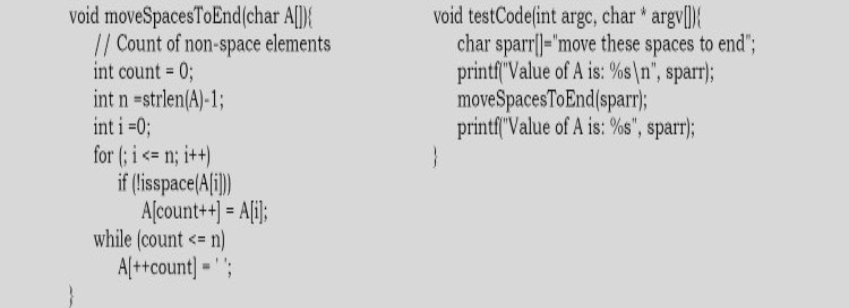 void moveSpacesToEnd(char A[]){
// Count of non-space elements
int count = 0;
int n =strlen(A)-1;
int i =0;
for (; i <= n; i++)
if (!isspace(A[i]))
A[count++] = A[i];
while (count <= n)
A[++count] = ' ';
}
void testCode(int argc, char * argv[]){
char sparr[]="move these spaces to end";
printf("Value of A is: %s\n", sparr);
moveSpacesToEnd(sparr);
printf("Value of A is: %s", sparr);
}